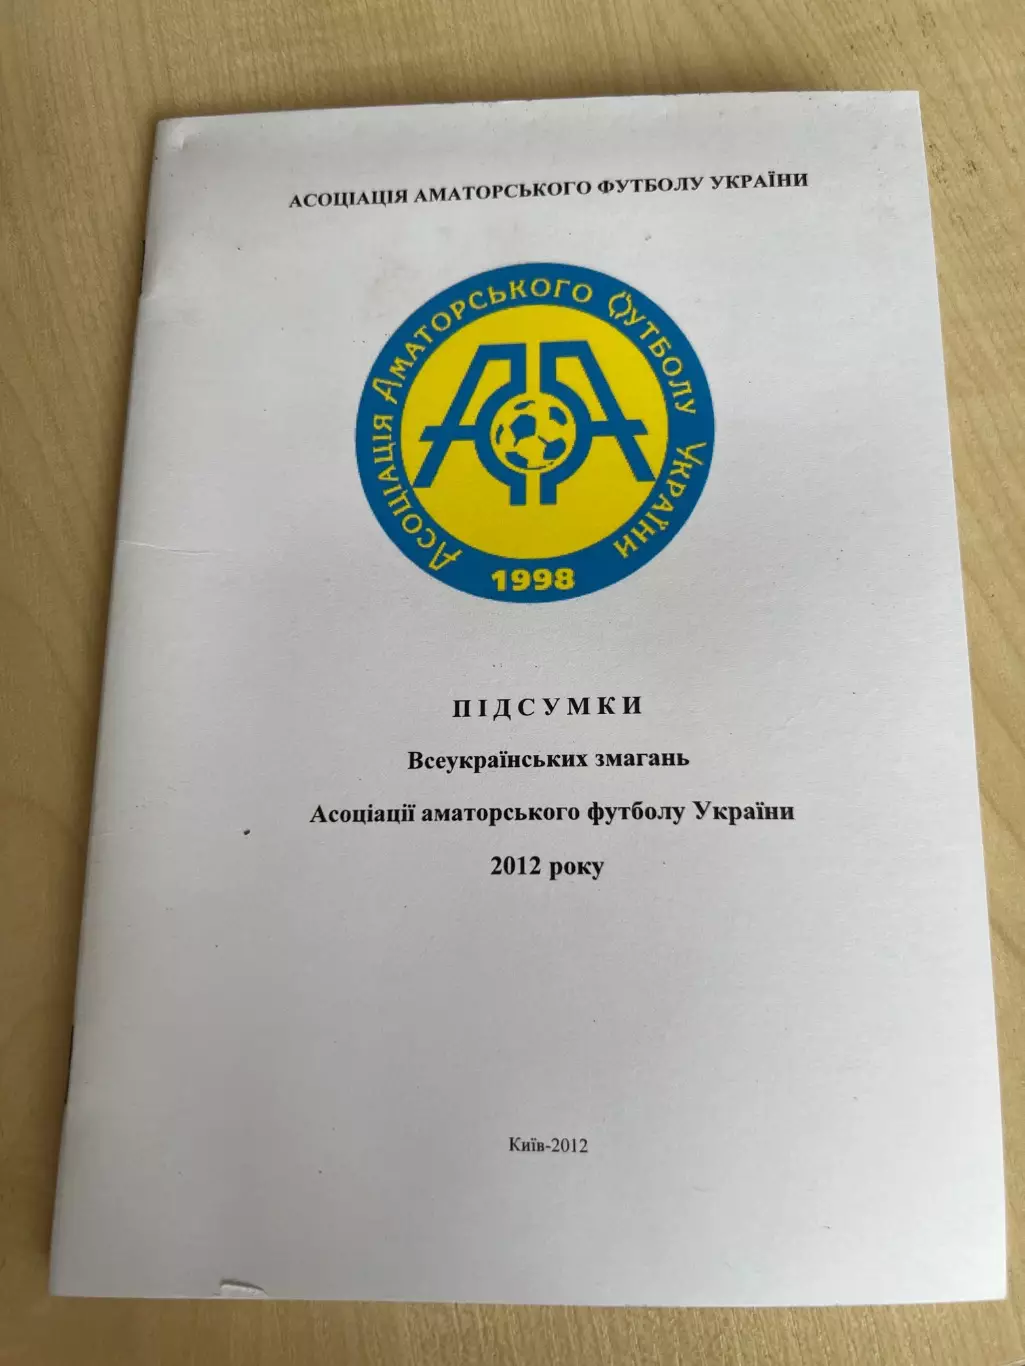 АСОЦІАЦІЯ АМАТОРСЬКОГО ФУТБОЛУ УКРАЇНИ
Асоціація Аматорського Футболу України
1998
ПІДСУМКИ
Всеукраїнських змагань
Асоціації аматорського футболу України
2012 року
Київ-2012